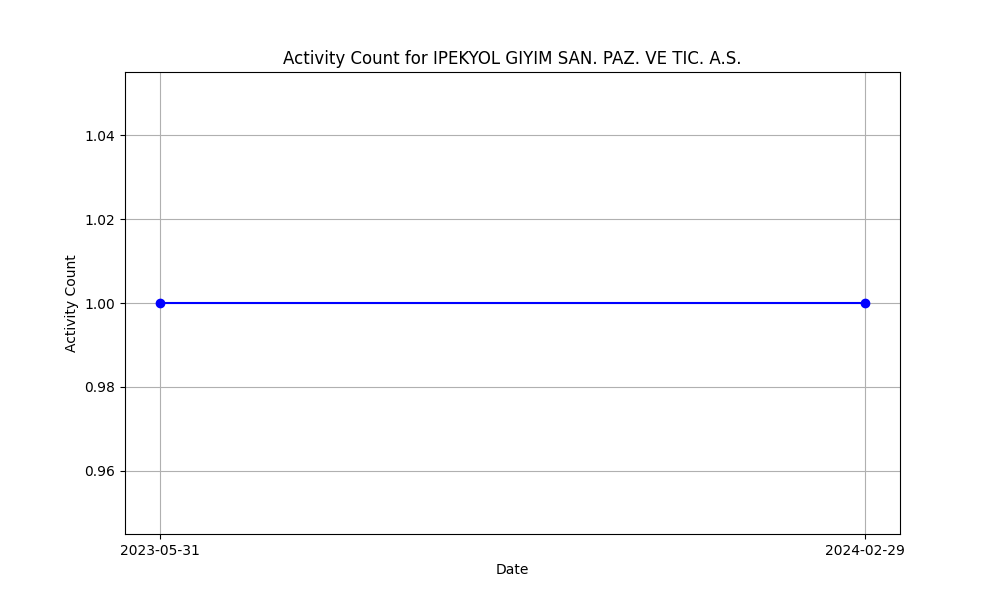 Activity Count for IPEKYOL GIYIM SAN. PAZ. VE TIC. A.S.
1.04
1.02
1.00
0.98
0.96
Activity Count
2023-05-31
2024-02-29
Date